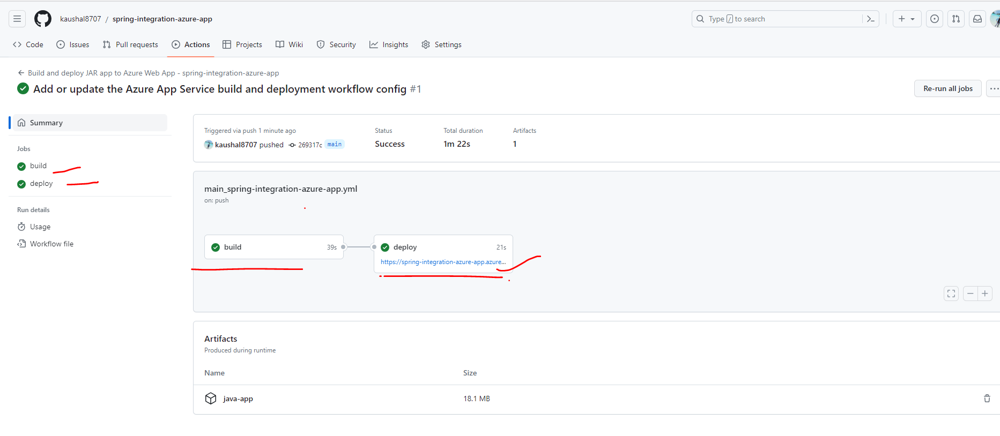 kaushal8707 / spring-integration-azure-app
Type / to search
Code Issues Pull requests Actions Projects Wiki Security Insights Settings
Build and deploy JAR app to Azure Web App - spring-integration-azure-app
Add or update the Azure App Service build and deployment workflow config #1
Re-run all jobs
Summary
Jobs
build
deploy
Run details
Usage
Workflow file
Triggered via push 1 minute ago
kaushal8707 pushed 269317c main
Status
Success
Total duration
1m 22s
Artifacts
1
main_spring-integration-azure-app.yml
on: push
build 39s
deploy 21s
https://spring-integration-azure-app.azure...
Artifacts
Produced during runtime
Name Size
java-app 18.1 MB